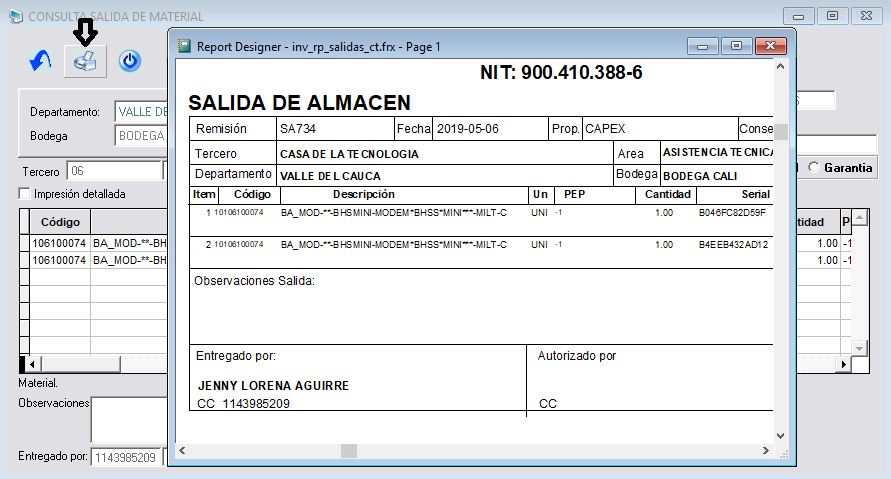 CONSULTA SALIDA DE MATERIAL
Report Designer - inv_rp_salidas_ct.frx - Page 1
Departamento: VALLE DE
Bodega BODEGA
Tercero 06
Garantia
Impresión detallada
Código
106100074 BA_MOD-**-BH
106100074 BA_MOD-**-BH
tidad P
1.00 -1
1.00 -1
Material.
Observaciones
Entregado por: 1143985209
NIT: 900.410.388-6
SALIDA DE ALMACEN
Remisión SA734 Fecha 2019-05-06 Prop. CAPEX Conse
Tercero CASA DE LA TECNOLOGIA Area ASISTENCIA TECNICA
Departamento VALLE DEL CAUCA Bodega BODEGA CALI
Item Código Descripción Un PEP Cantidad Serial
1 10106100074 BA_MOD-**-BHSMINI-MODEM*BHSS*MINI***-MILT-C UNI -1 1.00 B046FC82D59F
2 10106100074 BA_MOD-**-BHSMINI-MODEM*BHSS*MINI***-MILT-C UNI -1 1.00 B4EEB432AD12
Observaciones Salida:
Entregado por: Autorizado por
JENNY LORENA AGUIRRE
CC 1143985209 CC